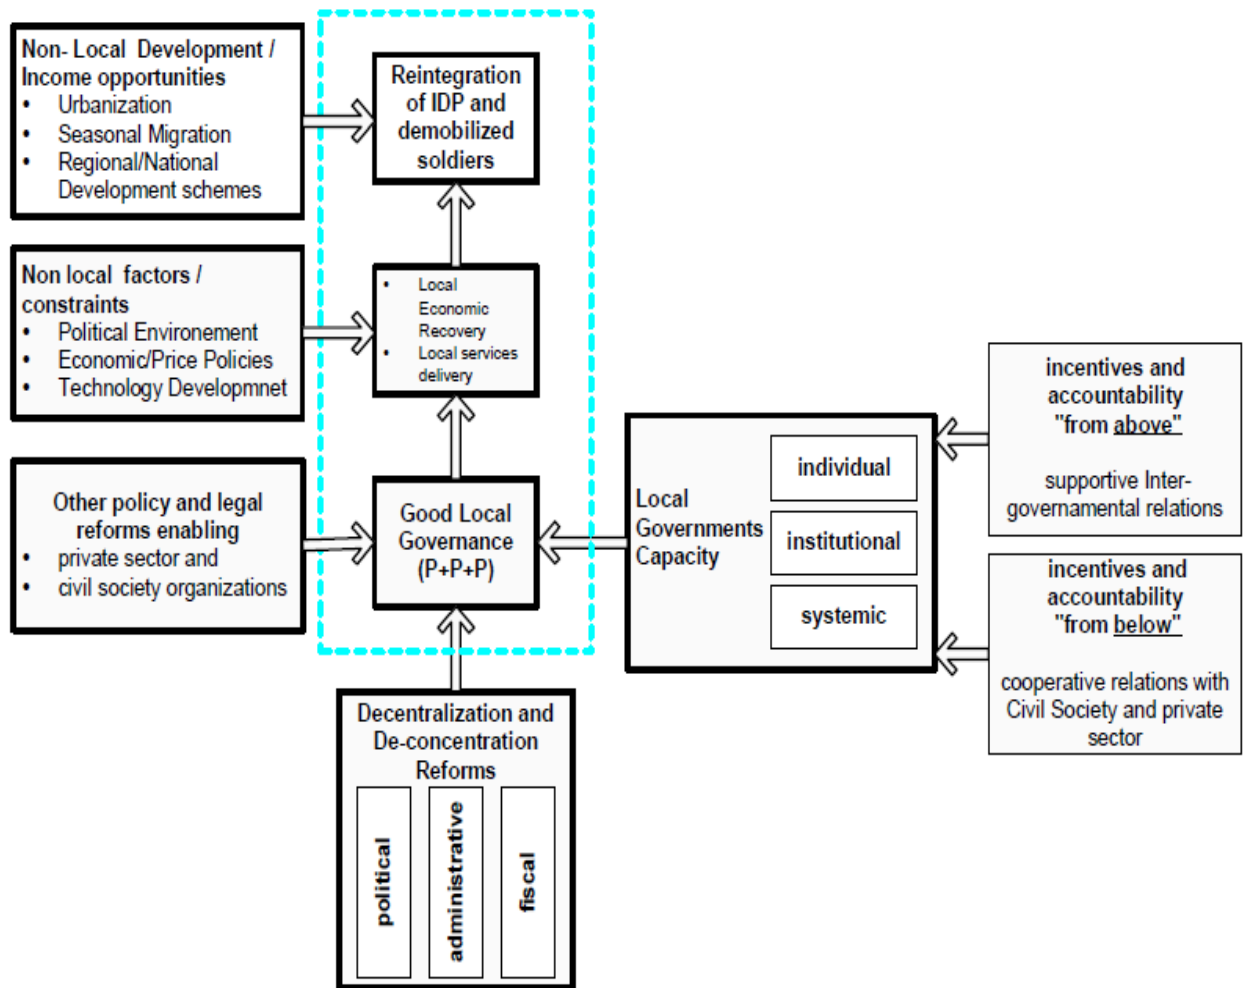 Non- Local Development /
Income opportunities
• Urbanization
• Seasonal Migration
• Regional/National
Development schemes
Reintegration
of IDP and
demobilized
soldiers
Non local factors /
constraints
• Political Environement
• Economic/Price Policies
• Technology Developmnet
• Local
Economic
Recovery
• Local services
delivery
Other policy and legal
reforms enabling
• private sector and
• civil society organizations
Good Local
Governance
(P+P+P)
Local
Governments
Capacity
individual
institutional
systemic
incentives and
accountability
"from above"
supportive Inter-
governamental relations
incentives and
accountability
"from below"
cooperative relations with
Civil Society and private
sector
Decentralization and
De-concentration
Reforms
political
administrative
fiscal